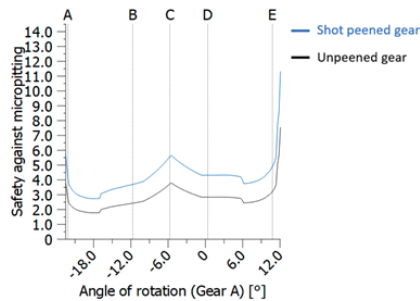 A B C D E
Shot peened gear
Unpeened gear
Safety against micropitting
14.0
13.0
12.0
11.0
10.0
9.0
8.0
7.0
6.0
5.0
4.0
3.0
2.0
1.0
0
-18.0 -12.0 -6.0 0 6.0 12.0
Angle of rotation (Gear A) [°]